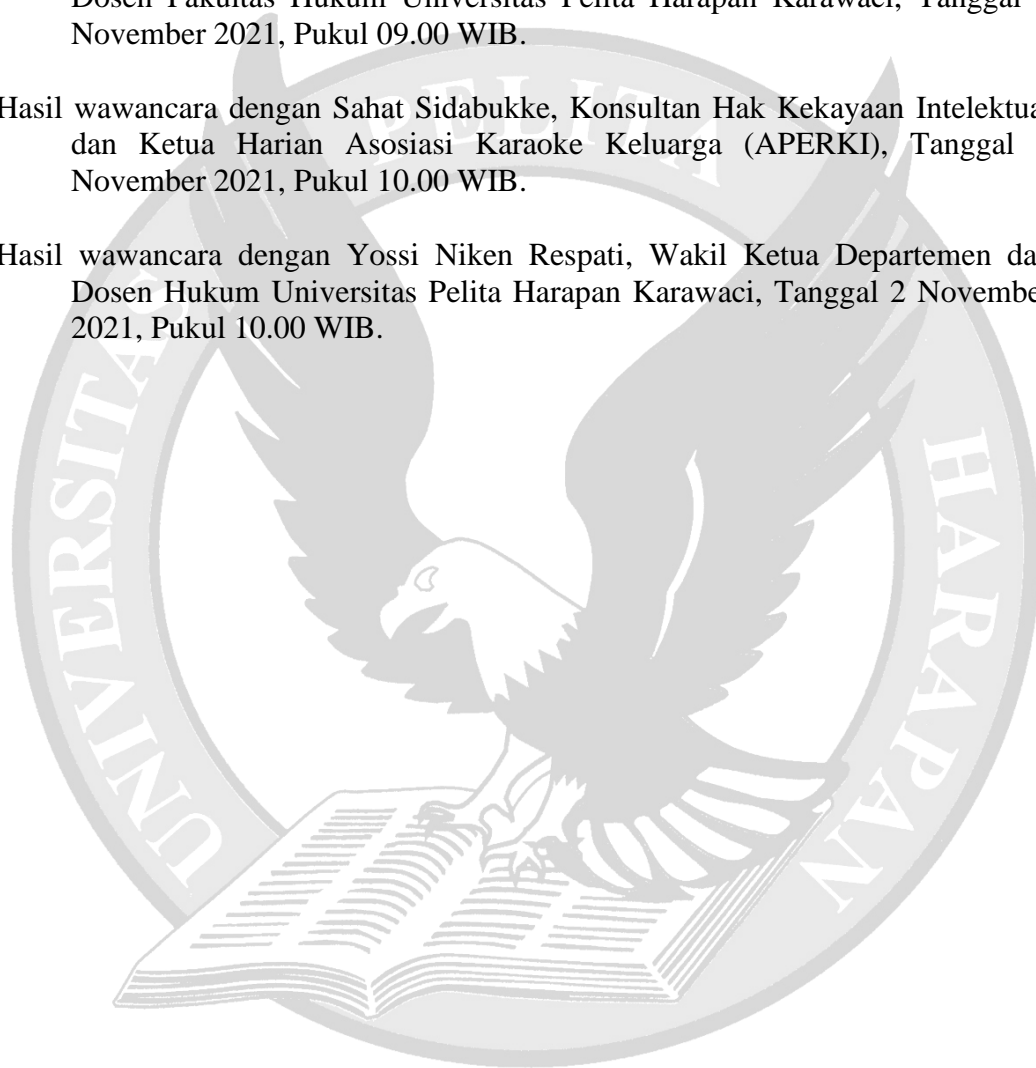 Dosen Fakultas Hukum Universitas Pelita Harapan Karawaci, Tanggal
November 2021, Pukul 09.00 WIB.
Hasil wawancara dengan Sahat Sidabukke, Konsultan Hak Kekayaan Intelektua
dan Ketua Harian Asosiasi Karaoke Keluarga (APERKI), Tanggal
November 2021, Pukul 10.00 WIB.
Hasil wawancara dengan Yossi Niken Respati, Wakil Ketua Departemen da
Dosen Hukum Universitas Pelita Harapan Karawaci, Tanggal 2 Novembe
2021, Pukul 10.00 WIB.
UNIVERSITAS PELITA HARAPAN